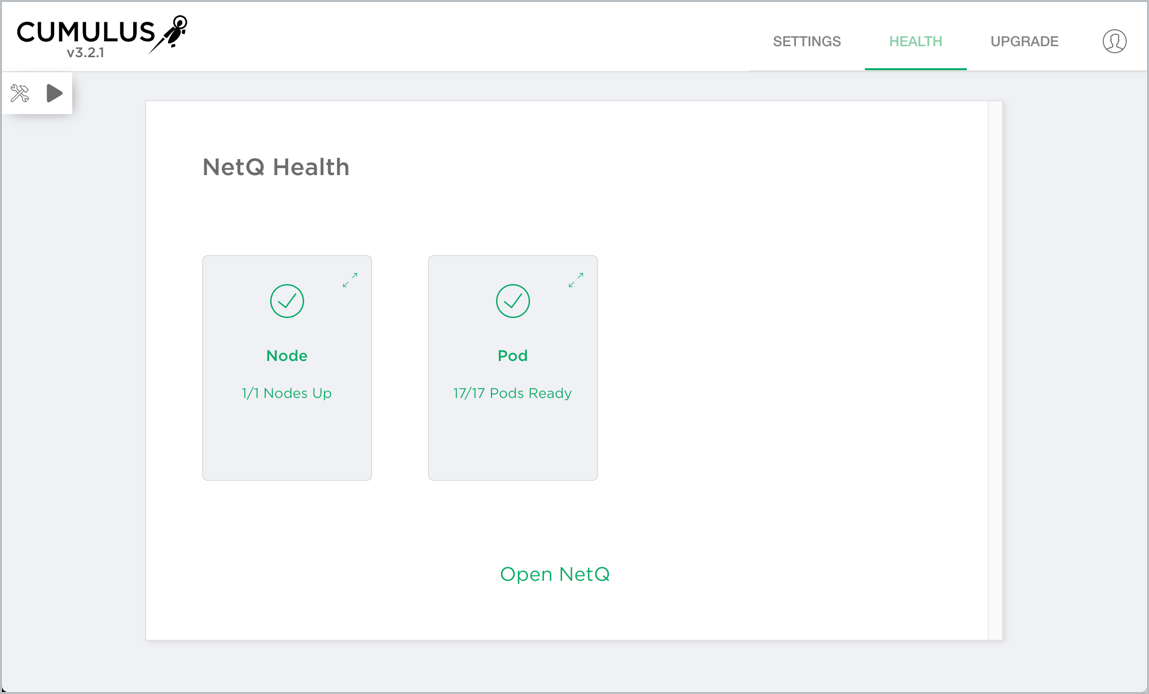 CUMULUS
v3.2.1
SETTINGS
HEALTH
UPGRADE
NetQ Health
Node
1/1 Nodes Up
Pod
17/17 Pods Ready
Open NetQ